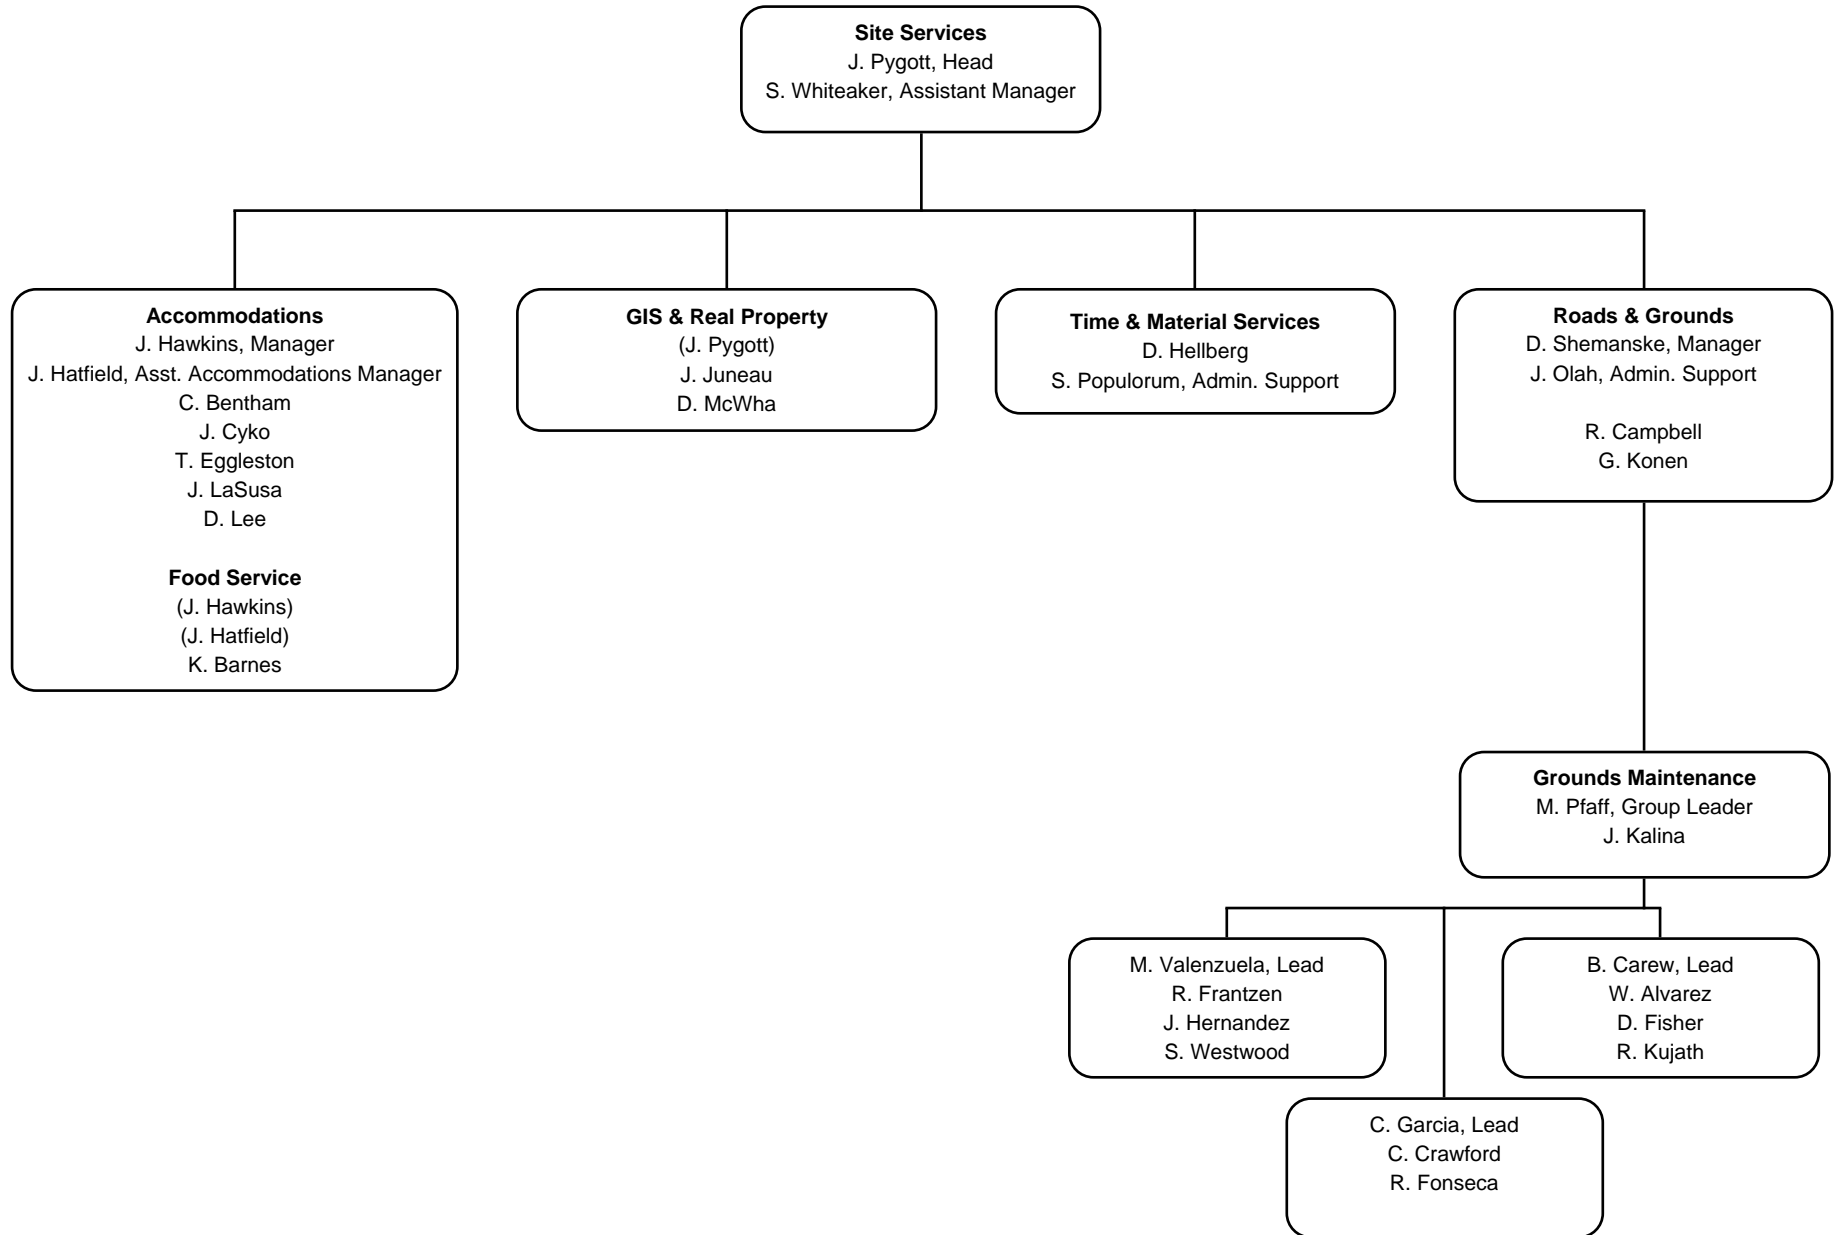 Site Services
J. Pygott, Head
S. Whiteaker, Assistant Manager
Accommodations
J. Hawkins, Manager
J. Hatfield, Asst. Accommodations Manager
C. Bentham
J. Cyko
T. Eggleston
J. LaSusa
D. Lee
Food Service
(J. Hawkins)
(J. Hatfield)
K. Barnes
GIS & Real Property
(J. Pygott)
J. Juneau
D. McWha
Time & Material Services
D. Hellberg
S. Populorum, Admin. Support
Roads & Grounds
D. Shemanske, Manager
J. Olah, Admin. Support
R. Campbell
G. Konen
Grounds Maintenance
M. Pfaff, Group Leader
J. Kalina
M. Valenzuela, Lead
R. Frantzen
J. Hernandez
S. Westwood
B. Carew, Lead
W. Alvarez
D. Fisher
R. Kujath
C. Garcia, Lead
C. Crawford
R. Fonseca